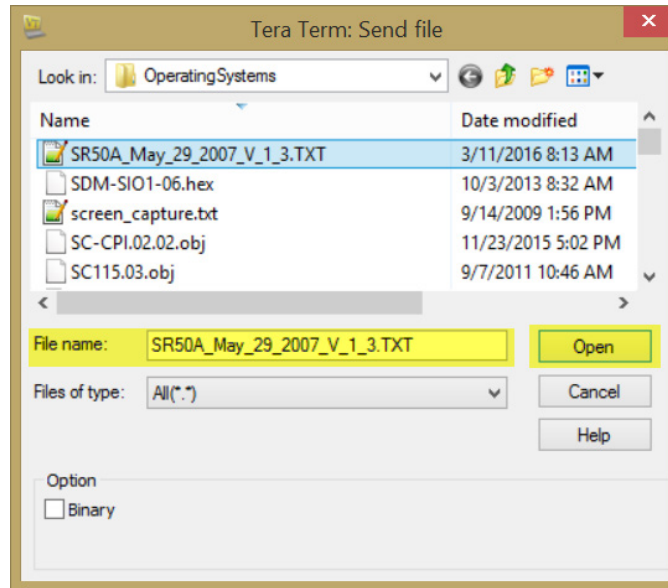 Tera Term: Send file
Look in: OperatingSystems
Name Date modified
SR50A_May_29_2007_V_1_3.TXT 3/11/2016 8:13 AM
SDM-SIO1-06.hex 10/3/2013 8:32 AM
screen_capture.txt 9/14/2009 1:56 PM
SC-CPI.02.02.obj 11/23/2015 5:02 PM
SC115.03.obj 9/7/2011 10:46 AM
File name: SR50A_May_29_2007_V_1_3.TXT Open
Files of type: All(*.*) Cancel
Help
Option
Binary